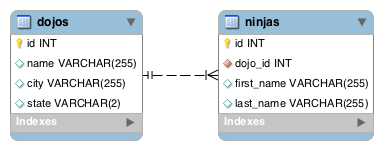 dojos
id INT
name VARCHAR(255)
city VARCHAR(255)
state VARCHAR(2)
Indexes
ninjas
id INT
dojo_id INT
first_name VARCHAR(255)
last_name VARCHAR(255)
Indexes